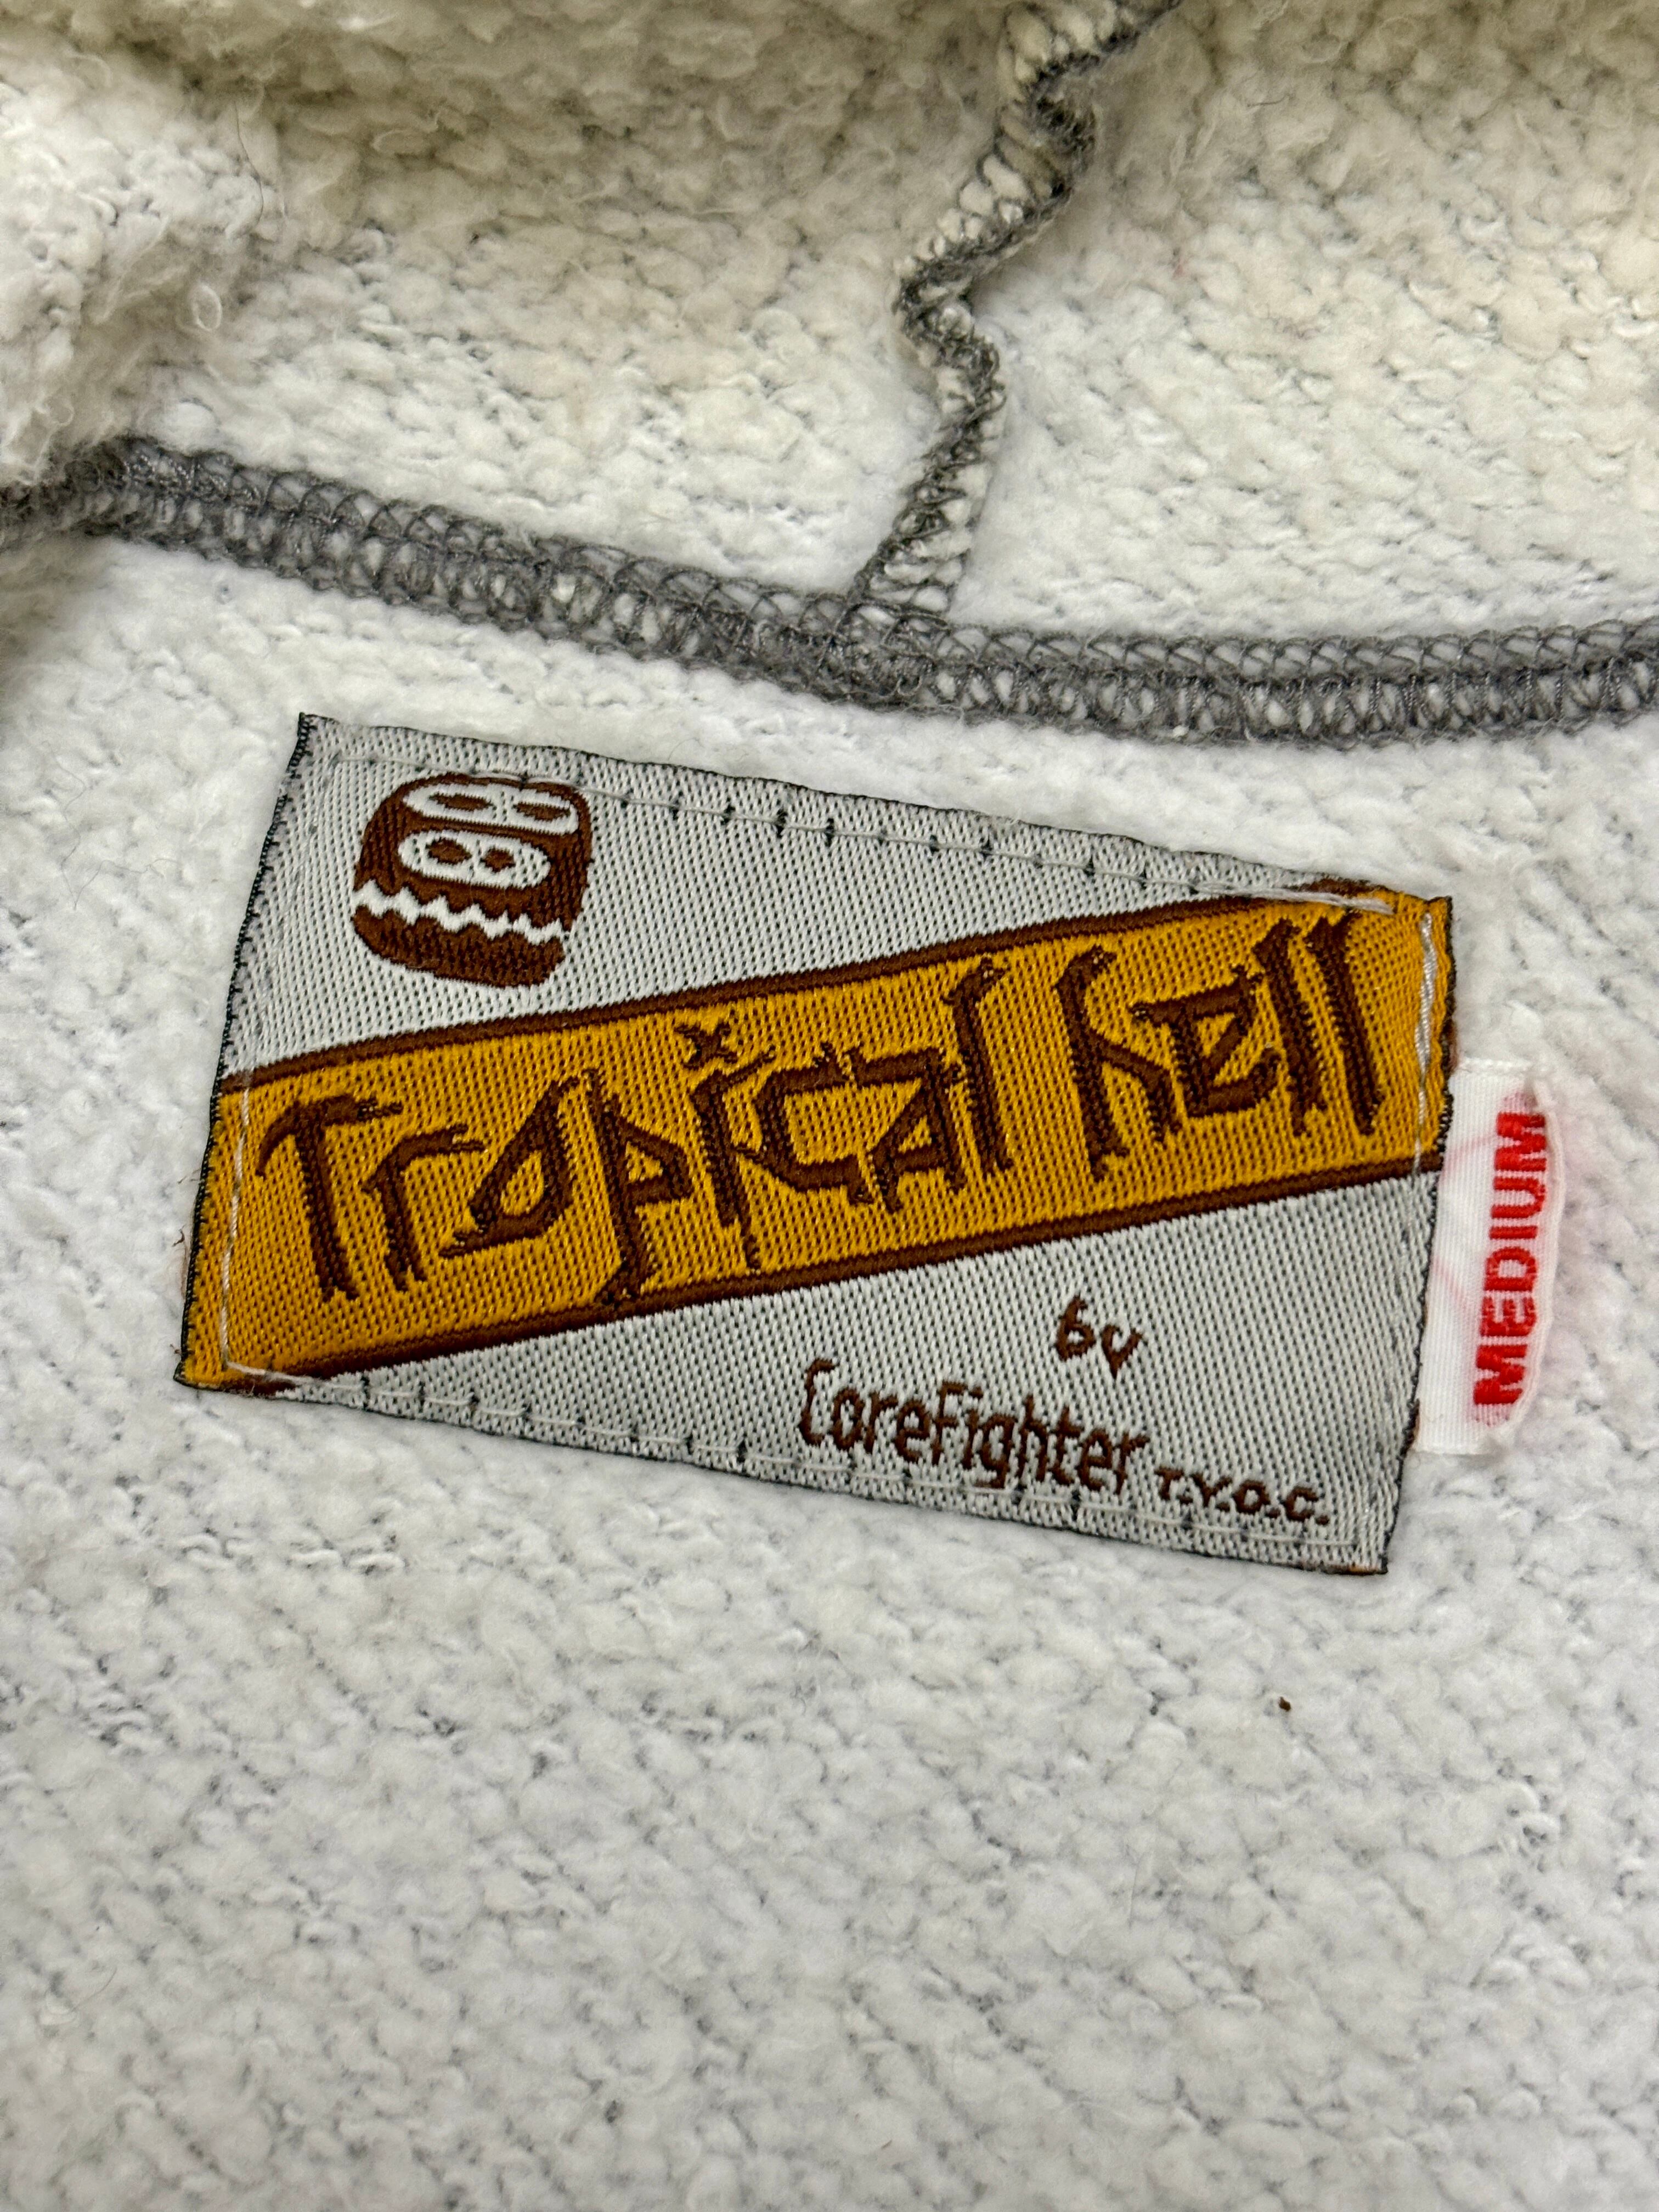 Tropical hell
by
CoreFighter T.V.O.C.
MEDIUM